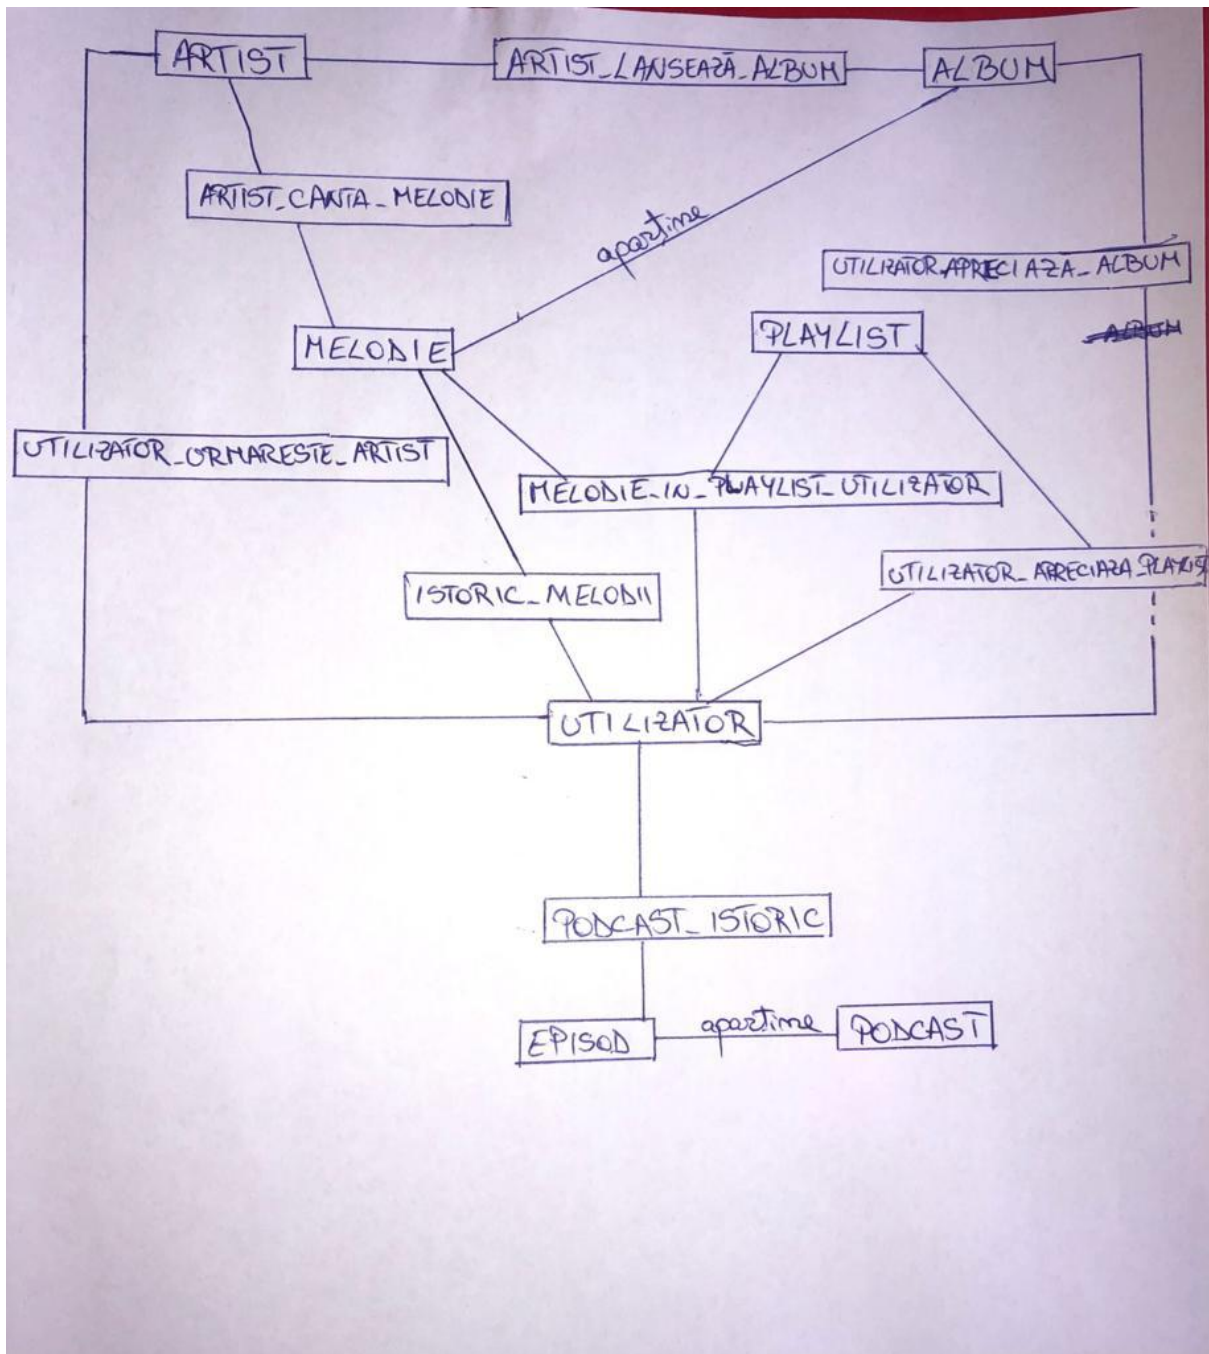 ARTIST
ARTIST_LANSEAZĂ_ALBUM
ALBUM
ARTIST_CANTA_MELODIE
apartine
UTILIZATOR_APRECIAZA_ALBUM
MELODIE
PLAYLIST
ALBUM
UTILIZATOR_URMARESTE_ARTIST
MELODIE_IN_PLAYLIST_UTILIZATOR
UTILIZATOR_APRECIAZA_PLAYLIST
ISTORIC_MELODII
UTILIZATOR
PODCAST_ISTORIC
EPISOD
apartine
PODCAST